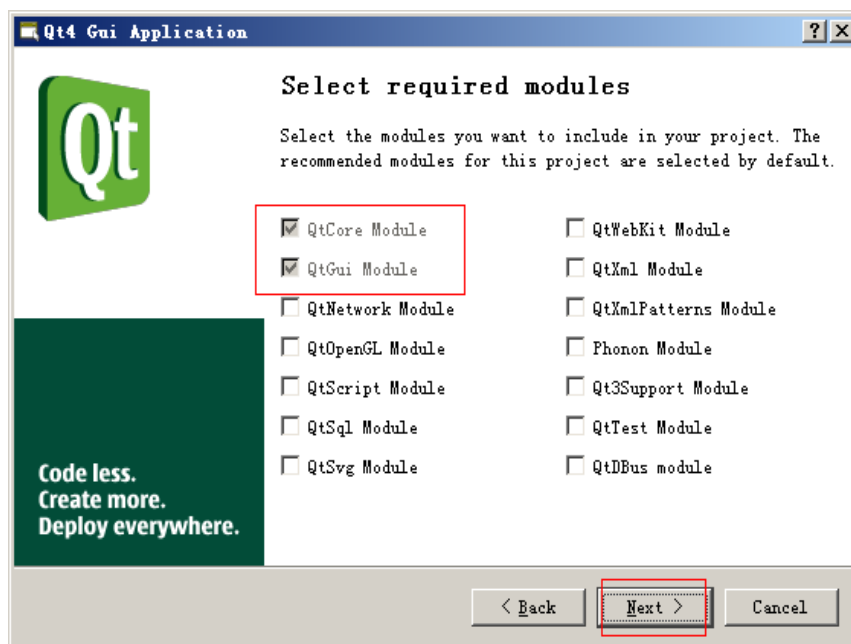 Qt4 Gui Application
Qt
Select required modules
Select the modules you want to include in your project. The
recommended modules for this project are selected by default.
QtCore Module
QtGui Module
QtNetwork Module
QtOpenGL Module
QtScript Module
QtSql Module
QtSvg Module
QtWebKit Module
QtXml Module
QtXmlPatterns Module
Phonon Module
Qt3Support Module
QtTest Module
QtDBus module
Code less.
Create more.
Deploy everywhere.
< Back
Next >
Cancel